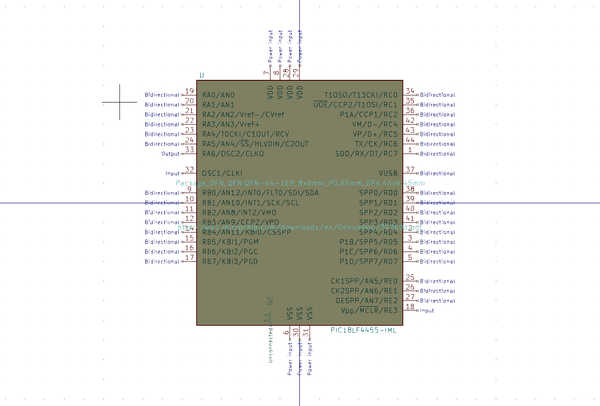 Power Input Power Input Power Input Power Input
7 8 28 29
VDD VDD VDD VDD
U
Bidirectional 19 RA0/AN0 T1OSO/T13CKI/RC0 34 Bidirectional
Bidirectional 20 RA1/AN1 UOE/CCP2/T1OSI/RC1 35 Bidirectional
Bidirectional 21 RA2/AN2/Vref-/CVref P1A/CCP1/RC2 36 Bidirectional
Bidirectional 22 RA3/AN3/Vref+ VM/D-/RC4 42 Bidirectional
Bidirectional 23 RA4/T0CKI/C1OUT/RCV VP/D+/RC5 43 Bidirectional
Bidirectional 24 RA5/AN4/SS/HLVDIN/C2OUT TX/CK/RC6 44 Bidirectional
Output 33 RA6/OSC2/CLKO SDO/RX/DT/RC7 1 Bidirectional
Input 32 OSC1/CLKI VUSB 37 Bidirectional
Package_DFN_QFN:QFN-44-1EP_8x8mm_P0.65mm_EP6.45x6.45mm
Bidirectional 9 RB0/AN12/INT0/FLT0/SDI/SDA SPP0/RD0 38 Bidirectional
Bidirectional 10 RB1/AN10/INT1/SCK/SCL SPP1/RD1 39 Bidirectional
Bidirectional 11 RB2/AN8/INT2/VMO SPP2/RD2 40 Bidirectional
Bidirectional 12 RB3/AN9/CCP2/VPO SPP3/RD3 41 Bidirectional
Bidirectional 14 RB4/AN11/KBI0/CSSPP SPP4/RD4 2 Bidirectional
Bidirectional 15 RB5/KBI1/PGM P1B/SPP5/RD5 3 Bidirectional
Bidirectional 16 RB6/KBI2/PGC P1C/SPP6/RD6 4 Bidirectional
Bidirectional 17 RB7/KBI3/PGD P1D/SPP7/RD7 5 Bidirectional
CK1SPP/AN5/RE0 25 Bidirectional
CK2SPP/AN6/RE1 26 Bidirectional
OESPP/AN7/RE2 27 Bidirectional
Vpp/MCLR/RE3 18 Input
NC VSS VSS VSS
13 6 30 31
Unconnected Power Input Power Input Power Input
PIC18LF4455-IML